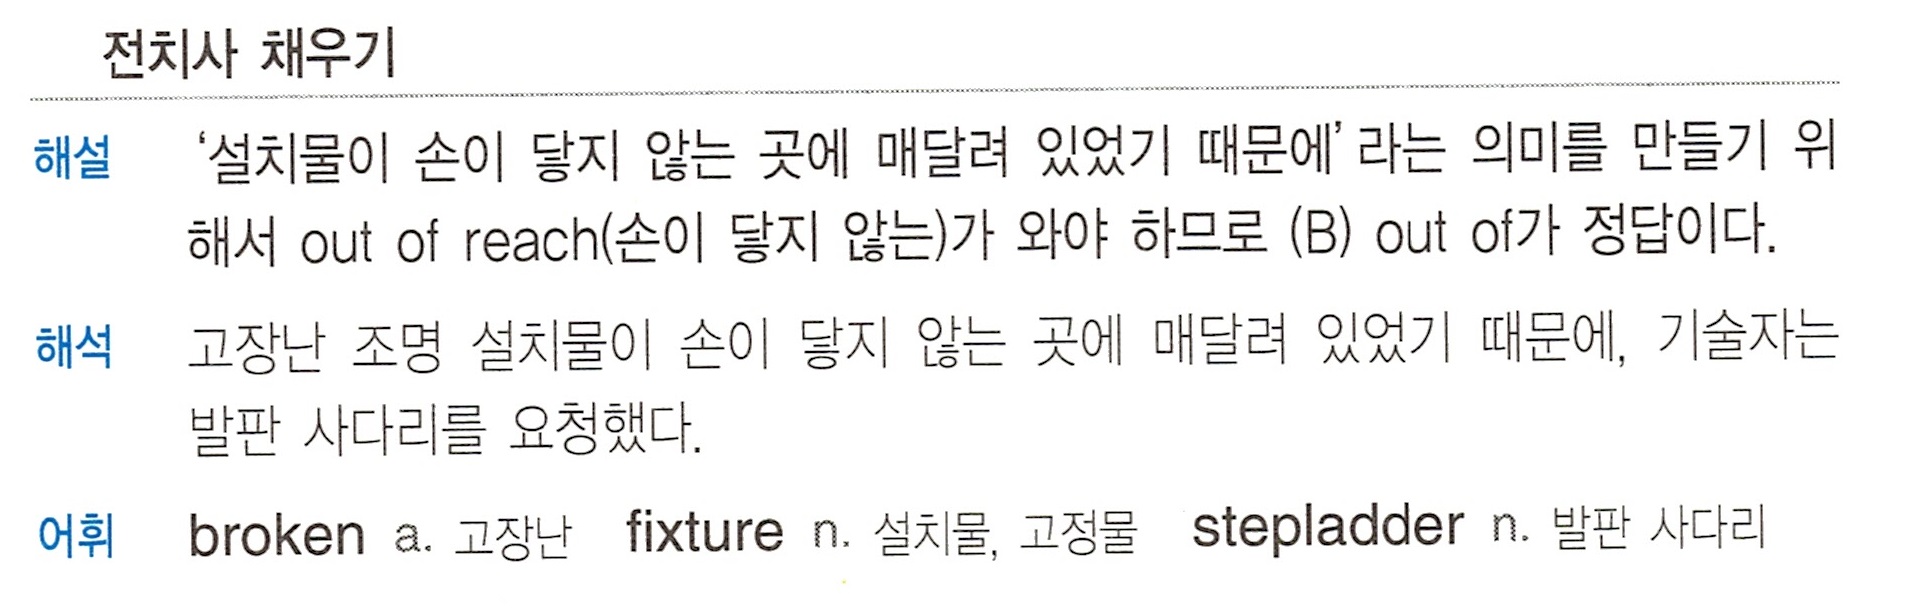 전치사 채우기
해설 ‘설치물이 손이 닿지 않는 곳에 매달려 있었기 때문에’라는 의미를 만들기 위
해서 out of reach(손이 닿지 않는)가 와야 하므로 (B) out of가 정답이다.
해석 고장난 조명 설치물이 손이 닿지 않는 곳에 매달려 있었기 때문에, 기술자는
발판 사다리를 요청했다.
어휘 broken a. 고장난 fixture n. 설치물, 고정물 stepladder n. 발판 사다리